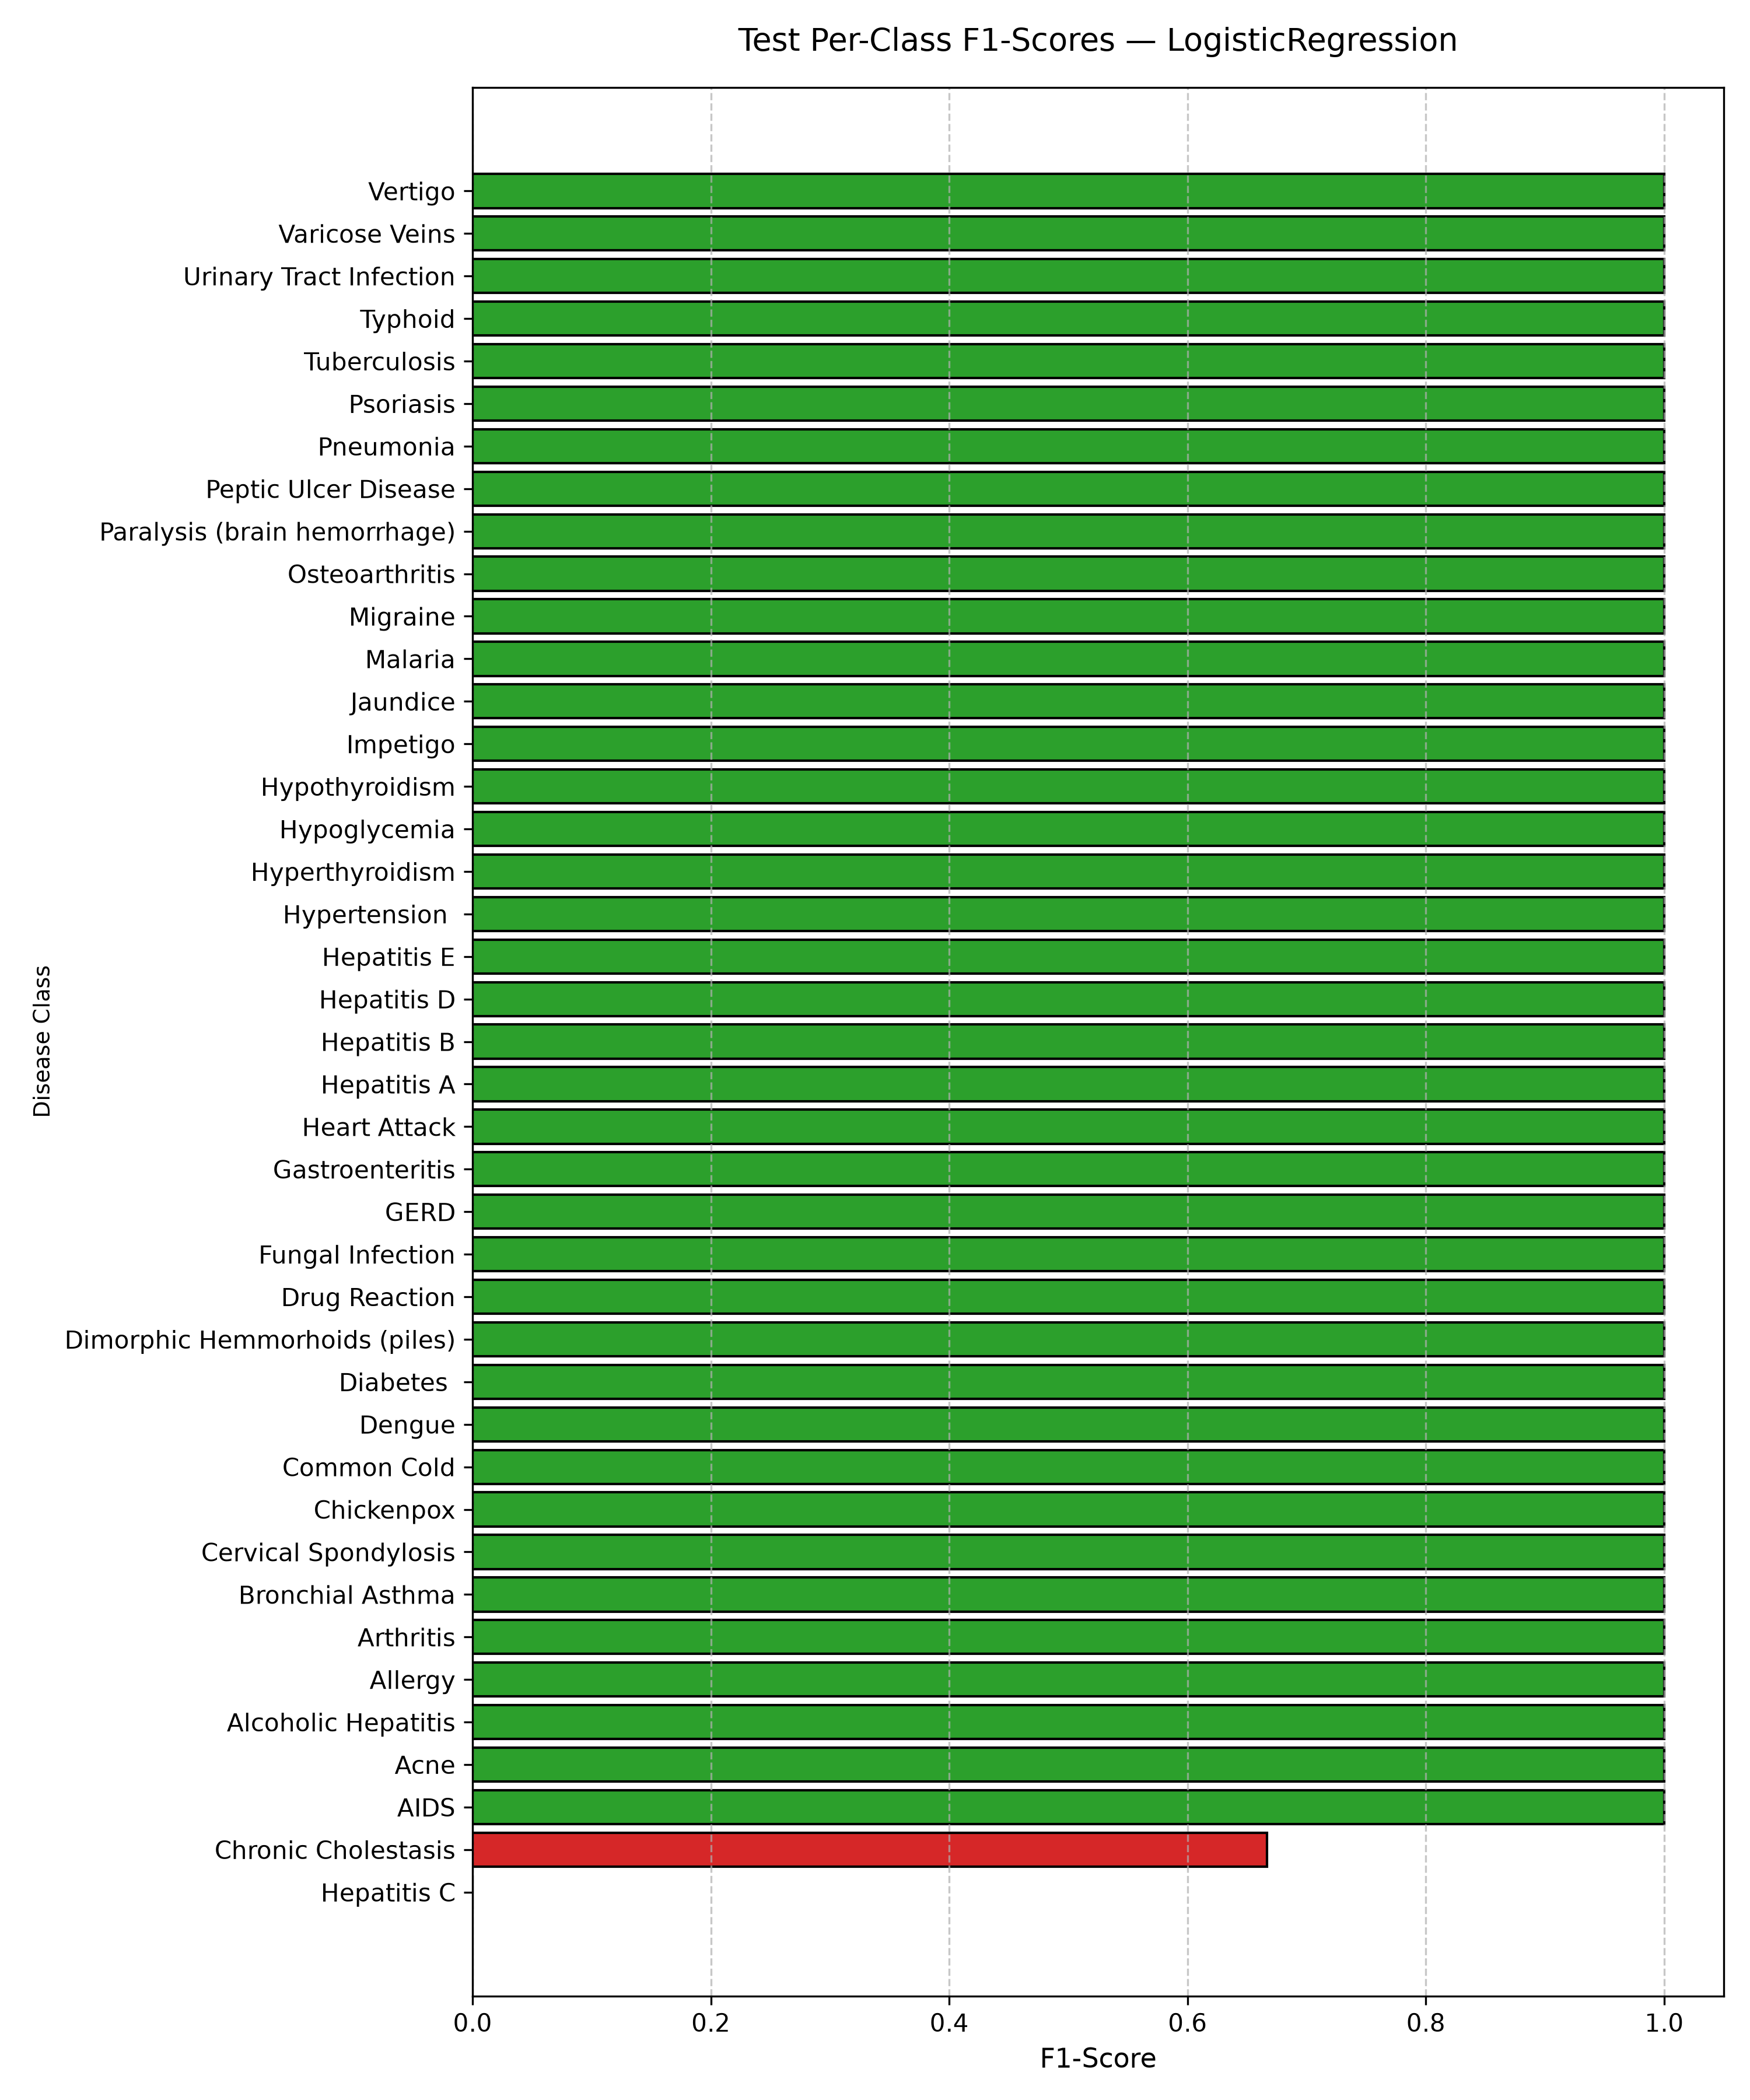 Test Per-Class F1-Scores — LogisticRegression
Vertigo
Varicose Veins
Urinary Tract Infection
Typhoid
Tuberculosis
Psoriasis
Pneumonia
Peptic Ulcer Disease
Paralysis (brain hemorrhage)
Osteoarthritis
Migraine
Malaria
Jaundice
Impetigo
Hypothyroidism
Hypoglycemia
Hyperthyroidism
Hypertension
Hepatitis E
Hepatitis D
Hepatitis B
Hepatitis A
Heart Attack
Gastroenteritis
GERD
Fungal Infection
Drug Reaction
Dimorphic Hemmorhoids (piles)
Diabetes
Dengue
Common Cold
Chickenpox
Cervical Spondylosis
Bronchial Asthma
Arthritis
Allergy
Alcoholic Hepatitis
Acne
AIDS
Chronic Cholestasis
Hepatitis C
Disease Class
0.0 0.2 0.4 0.6 0.8 1.0
F1-Score